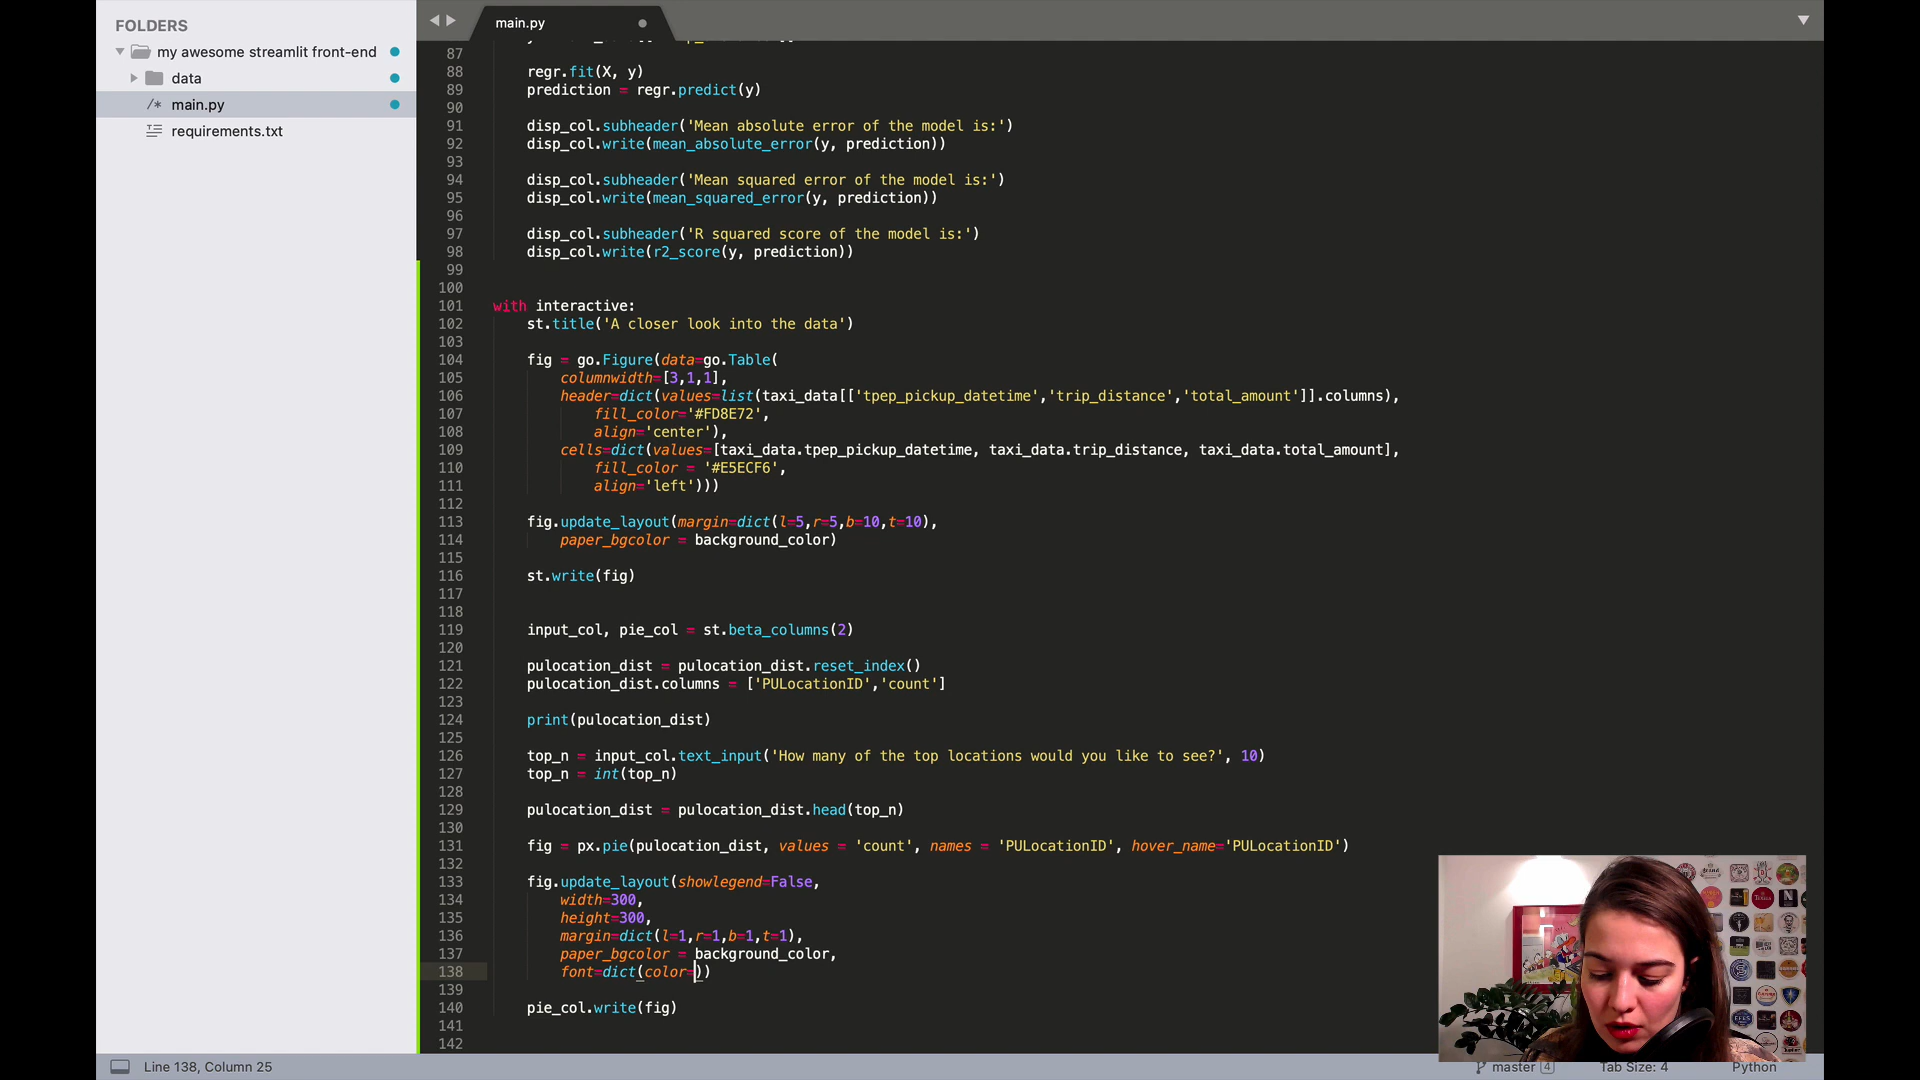 FOLDERS
my awesome streamlit front-end
data
/* main.py
requirements.txt
main.py
87
88 regr.fit(X, y)
89 prediction = regr.predict(y)
90
91 disp_col.subheader('Mean absolute error of the model is:')
92 disp_col.write(mean_absolute_error(y, prediction))
93
94 disp_col.subheader('Mean squared error of the model is:')
95 disp_col.write(mean_squared_error(y, prediction))
96
97 disp_col.subheader('R squared score of the model is:')
98 disp_col.write(r2_score(y, prediction))
99
100
101 with interactive:
102 st.title('A closer look into the data')
103
104 fig = go.Figure(data=go.Table(
105 columnwidth=[3,1,1],
106 header=dict(values=list(taxi_data[['tpep_pickup_datetime','trip_distance','total_amount']].columns),
107 fill_color='#FD8E72',
108 align='center'),
109 cells=dict(values=[taxi_data.tpep_pickup_datetime, taxi_data.trip_distance, taxi_data.total_amount],
110 fill_color = '#E5ECF6',
111 align='left')))
112
113 fig.update_layout(margin=dict(l=5,r=5,b=10,t=10),
114 paper_bgcolor = background_color)
115
116 st.write(fig)
117
118
119 input_col, pie_col = st.beta_columns(2)
120
121 pulocation_dist = pulocation_dist.reset_index()
122 pulocation_dist.columns = ['PULocationID','count']
123
124 print(pulocation_dist)
125
126 top_n = input_col.text_input('How many of the top locations would you like to see?', 10)
127 top_n = int(top_n)
128
129 pulocation_dist = pulocation_dist.head(top_n)
130
131 fig = px.pie(pulocation_dist, values = 'count', names = 'PULocationID', hover_name='PULocationID')
132
133 fig.update_layout(showlegend=False,
134 width=300,
135 height=300,
136 margin=dict(l=1,r=1,b=1,t=1),
137 paper_bgcolor = background_color,
138 font=dict(color=))
139
140 pie_col.write(fig)
141
142
Line 138, Column 25
master 4
Tab Size: 4
Python